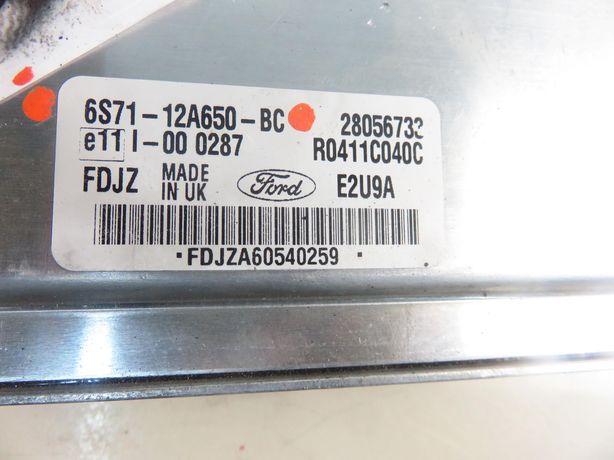 6S71-12A650-BC 28056733
e11 I-00 0287 R0411C040C
FDJZ MADE IN UK Ford E2U9A
·FDJZA60540259·